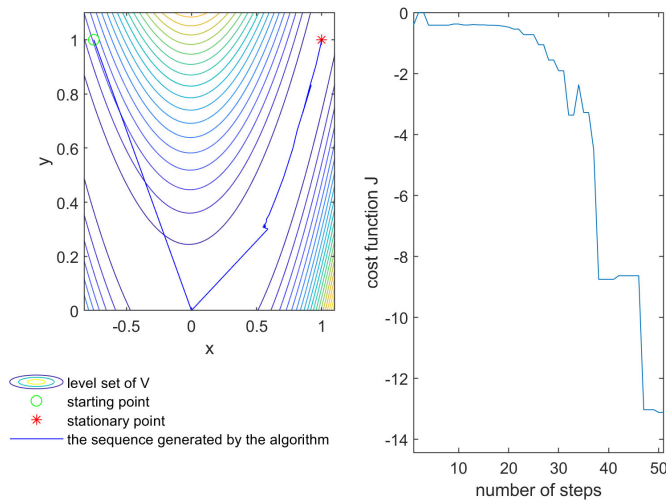 1
0.8
0.6
0.4
0.2
0
y
-0.5 0 0.5 1
x
level set of V
starting point
stationary point
the sequence generated by the algorithm
0
-2
-4
-6
-8
-10
-12
-14
cost function J
10 20 30 40 50
number of steps